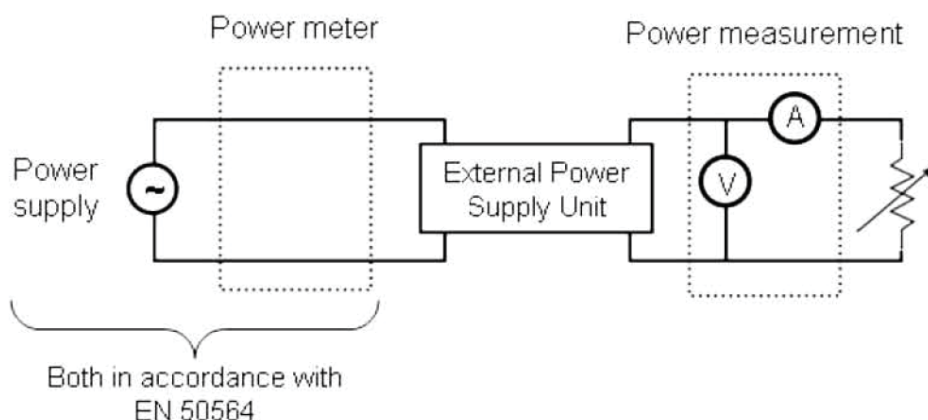 Power meter
Power measurement
Power
supply
~
External Power
Supply Unit
V
A
Both in accordance with
EN 50564